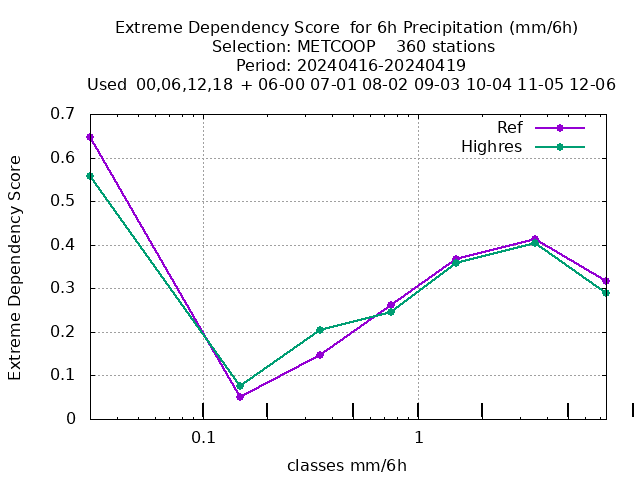 Extreme Dependency Score  for 6h Precipitation (mm/6h)
Selection: METCOOP    360 stations
Period: 20240416-20240419
Used  00,06,12,18 + 06-00 07-01 08-02 09-03 10-04 11-05 12-06
Ref
Highres
Extreme Dependency Score
0.7
0.6
0.5
0.4
0.3
0.2
0.1
0
0.1
1
classes mm/6h